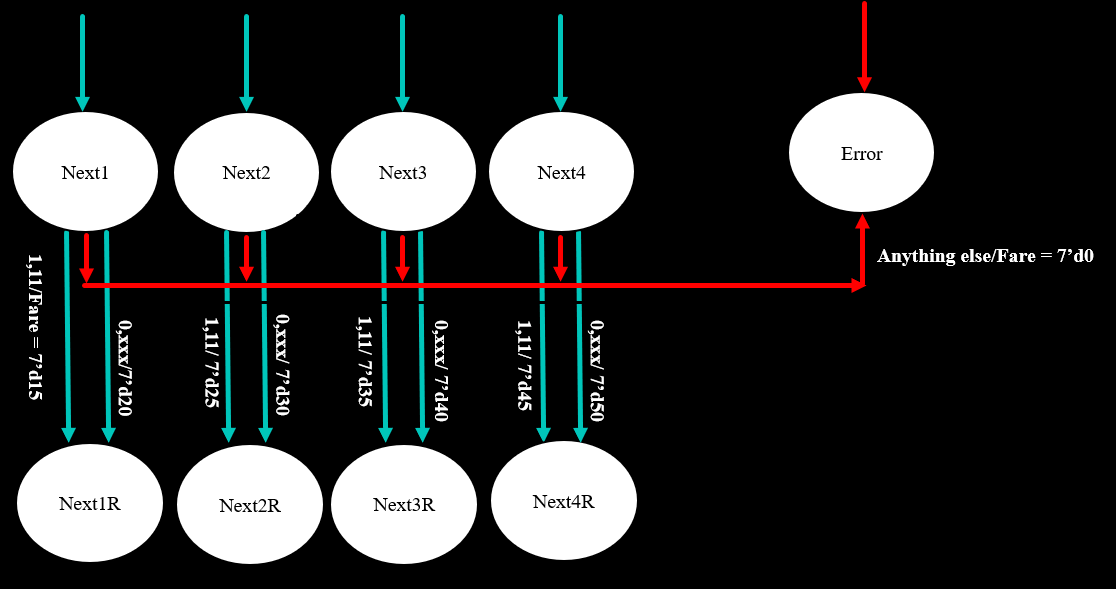 Next1
Next2
Next3
Next4
Error
Anything else/Fare = 7’d0
1,11/Fare = 7’d15
0,xxx/7’d20
1,11/ 7’d25
0,xxx/ 7’d30
1,11/ 7’d35
0,xxx/ 7’d40
1,11/ 7’d45
0,xxx/ 7’d50
Next1R
Next2R
Next3R
Next4R